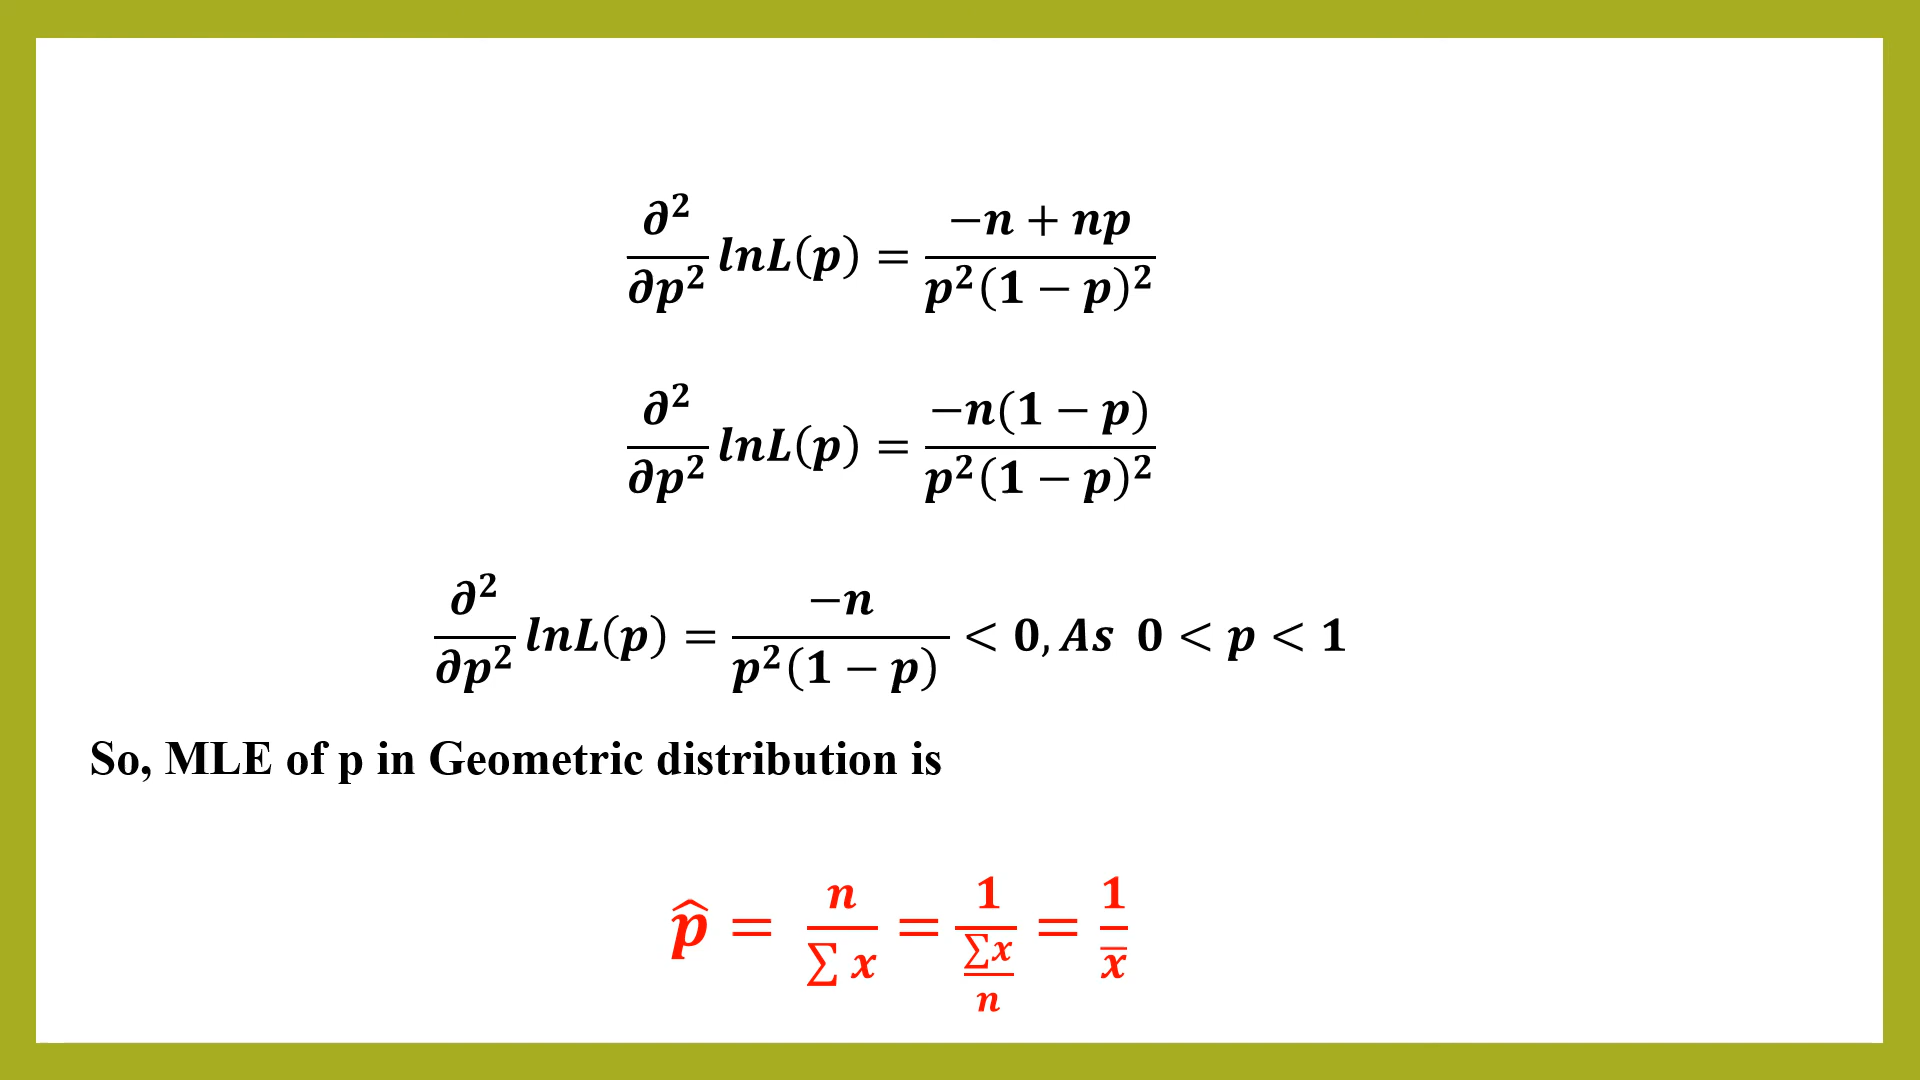 ∂²/∂p² lnL(p) = (−n + np)/(p²(1 − p)²)
∂²/∂p² lnL(p) = (−n(1 − p))/(p²(1 − p)²)
∂²/∂p² lnL(p) = (−n)/(p²(1 − p)) < 0, As 0 < p < 1
So, MLE of p in Geometric distribution is
p̂ = n/(∑ x) = 1/(∑x/n) = 1/x̄